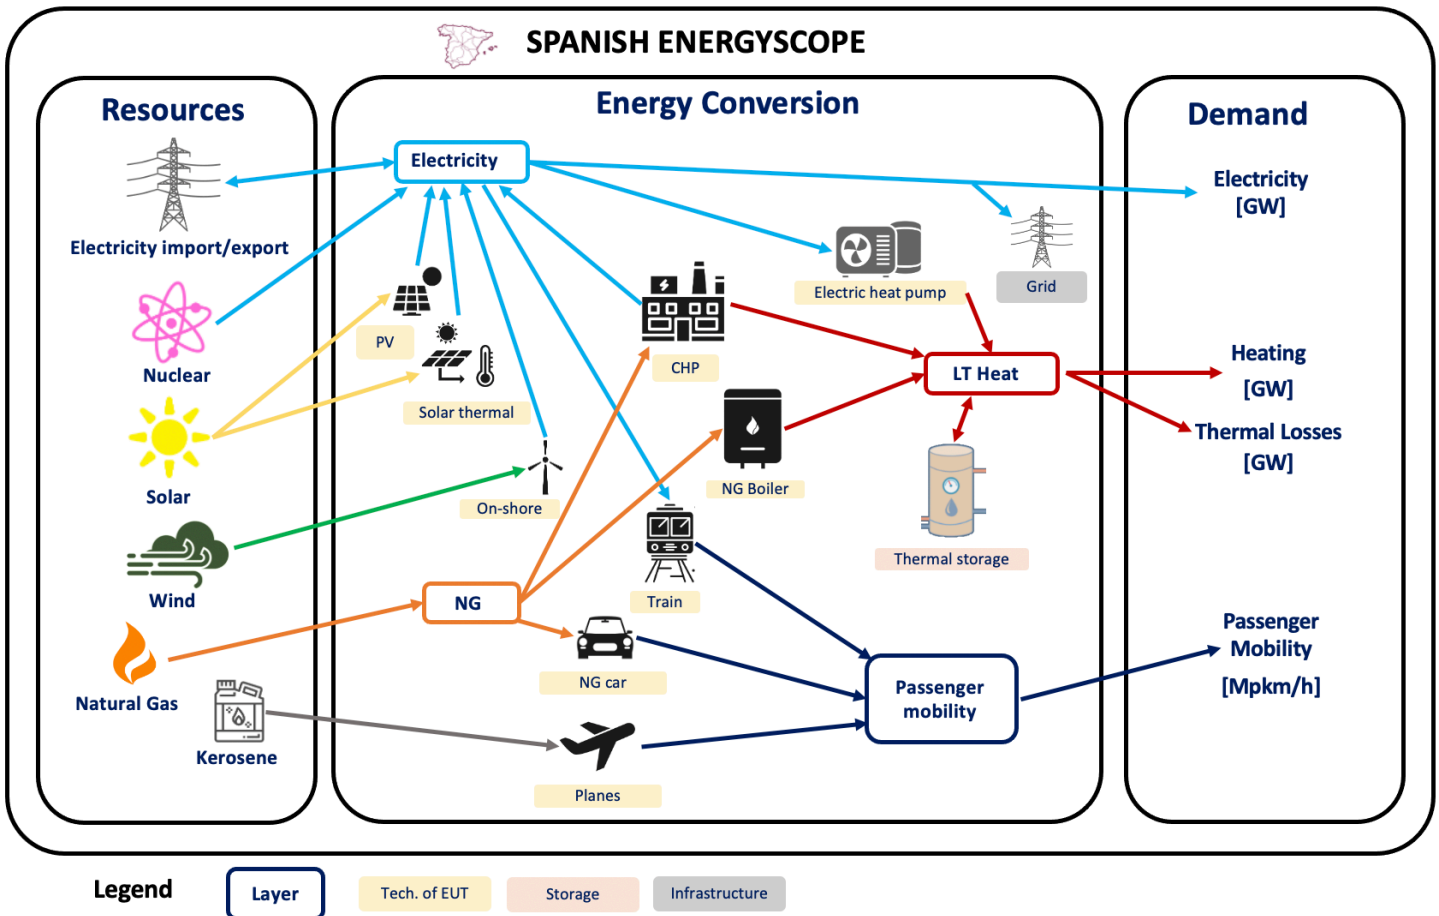 SPANISH ENERGYSCOPE
Resources
Electricity import/export
Nuclear
Solar
Wind
Natural Gas
Kerosene
Energy Conversion
Electricity
PV
Solar thermal
On-shore
CHP
Electric heat pump
Grid
LT Heat
NG Boiler
Thermal storage
Train
NG
NG car
Planes
Passenger
mobility
Demand
Electricity
[GW]
Heating
[GW]
Thermal Losses
[GW]
Passenger
Mobility
[Mpkm/h]
Legend
Layer
Tech. of EUT
Storage
Infrastructure